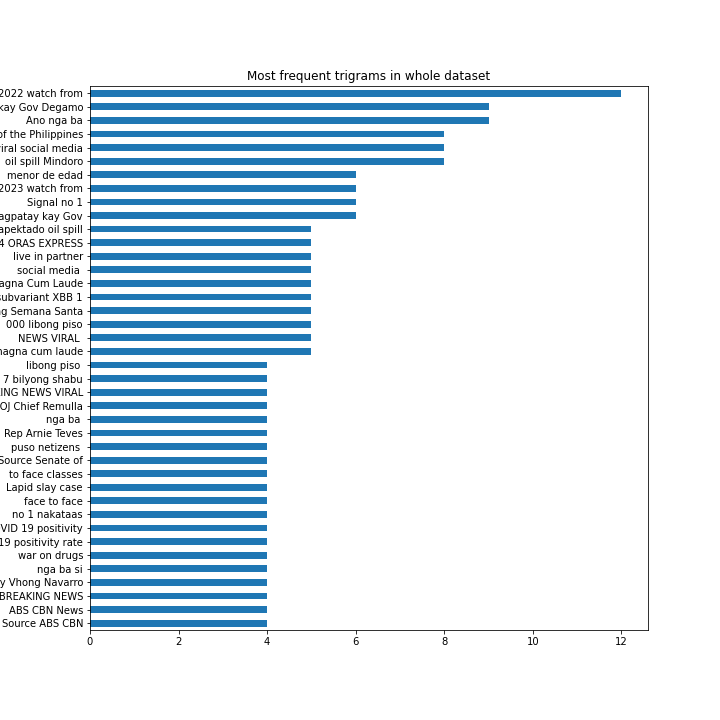 Most frequent trigrams in whole dataset
2022 watch from
kay Gov Degamo
Ano nga ba
of the Philippines
viral social media
oil spill Mindoro
menor de edad
2023 watch from
Signal no 1
agpatay kay Gov
apektado oil spill
4 ORAS EXPRESS
live in partner
social media
agna Cum Laude
subvariant XBB 1
ng Semana Santa
000 libong piso
NEWS VIRAL
nagna cum laude
libong piso
7 bilyong shabu
ING NEWS VIRAL
OJ Chief Remulla
nga ba
Rep Arnie Teves
puso netizens
Source Senate of
to face classes
Lapid slay case
face to face
no 1 nakataas
VID 19 positivity
19 positivity rate
war on drugs
nga ba si
y Vhong Navarro
BREAKING NEWS
ABS CBN News
Source ABS CBN
0 2 4 6 8 10 12